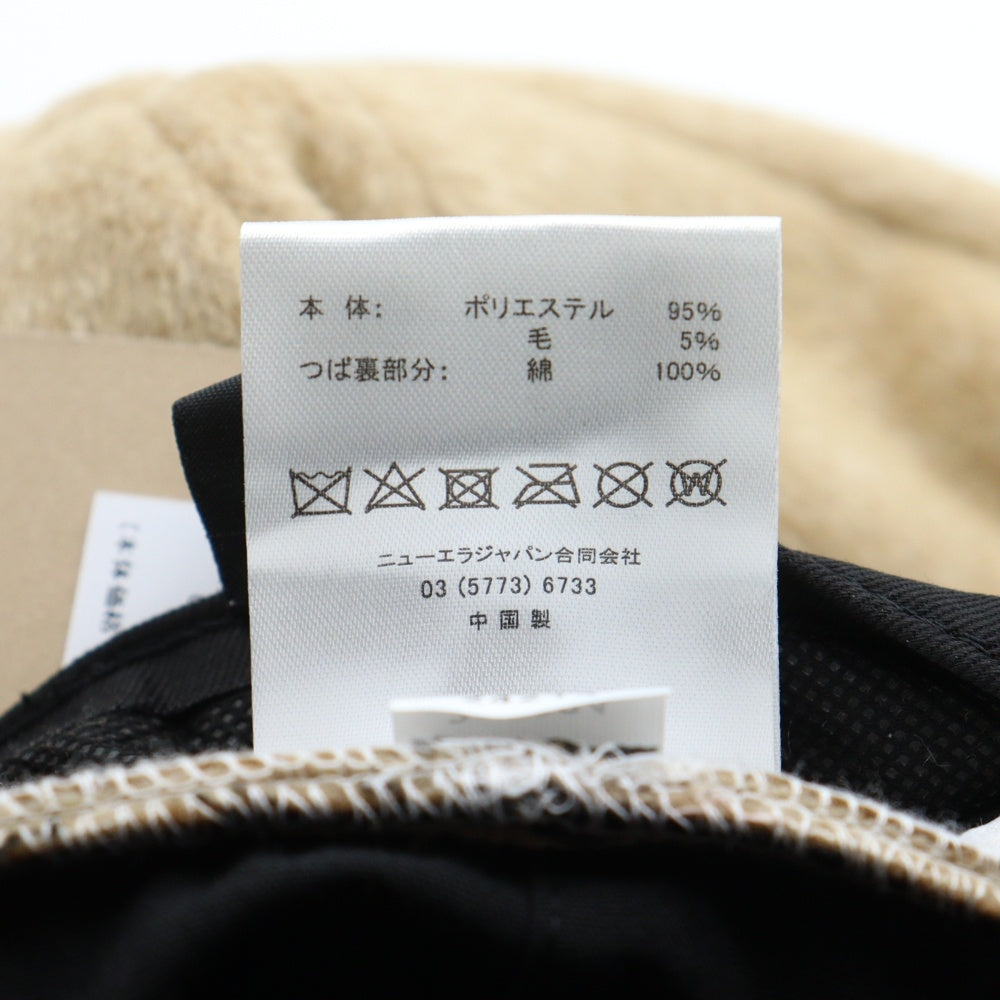 本 体: ポリエステル 95%
毛 5%
つば裏部分: 綿 100%
W
ニューエラジャパン合同会社
03 (5773) 6733
中国製